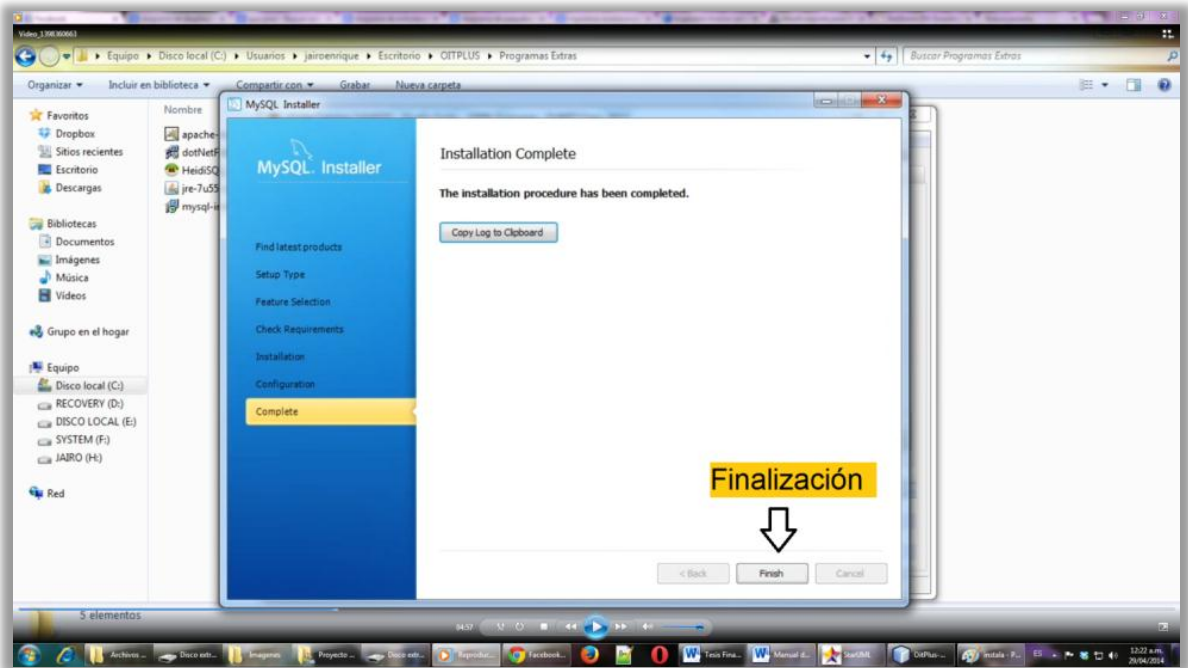 Video_1398360663
Equipo ▸ Disco local (C:) ▸ Usuarios ▸ jairoenrique ▸ Escritorio ▸ OITPLUS ▸ Programas Extras
Buscar Programas Extras
Organizar
Incluir en biblioteca
Compartir con
Grabar
Nueva carpeta
Favoritos
Dropbox
Sitios recientes
Escritorio
Descargas
Bibliotecas
Documentos
Imágenes
Música
Vídeos
Grupo en el hogar
Equipo
Disco local (C:)
RECOVERY (D:)
DISCO LOCAL (E:)
SYSTEM (F:)
JAIRO (H:)
Red
Nombre
apache-
dotNetF
HeidiSQ
jre-7u55
mysql-in
MySQL Installer
MySQL. Installer
Find latest products
Setup Type
Feature Selection
Check Requirements
Installation
Configuration
Complete
Installation Complete
The installation procedure has been completed.
Copy Log to Clipboard
Finalización
< Back
Finish
Cancel
5 elementos
04:57
Archivos ...
Disco extr...
Imagenes
Proyecto ...
Disco extr...
Reproduc...
Facebook...
Tesis Fina...
Manual d...
StarUML
OitPlus-...
instala - P...
ES
12:22 a.m.
29/04/2014